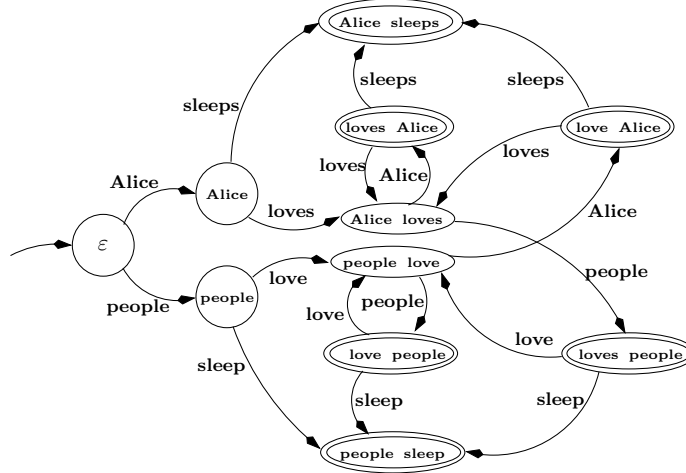 Alice sleeps
sleeps
sleeps
sleeps
loves Alice
love Alice
loves
Alice
loves
Alice
Alice
loves
Alice loves
Alice
ε
people love
people
people
people
love
people
love
love
love people
loves people
sleep
sleep
sleep
people sleep